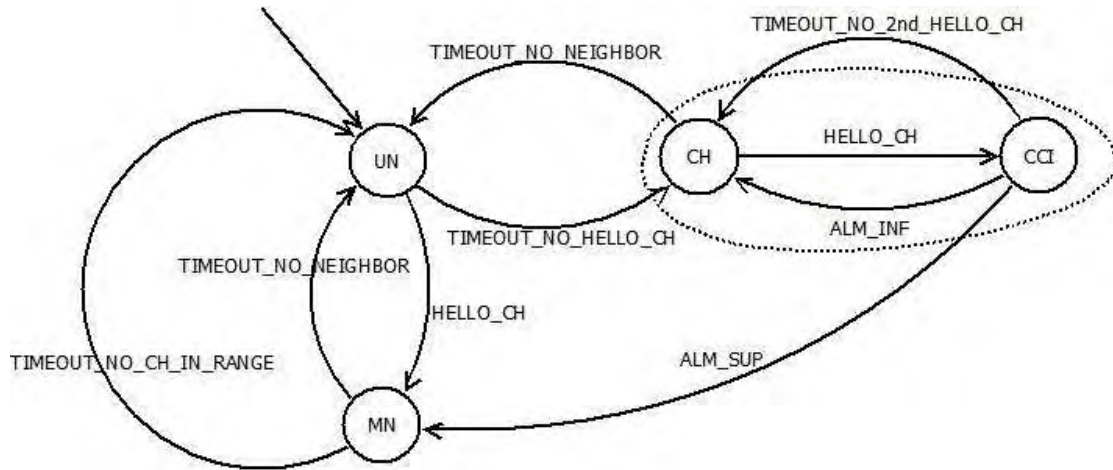 TIMEOUT_NO_2nd_HELLO_CH
TIMEOUT_NO_NEIGHBOR
HELLO_CH
UN
CH
CCI
ALM_INF
TIMEOUT_NO_HELLO_CH
TIMEOUT_NO_NEIGHBOR
HELLO_CH
TIMEOUT_NO_CH_IN_RANGE
ALM_SUP
MN